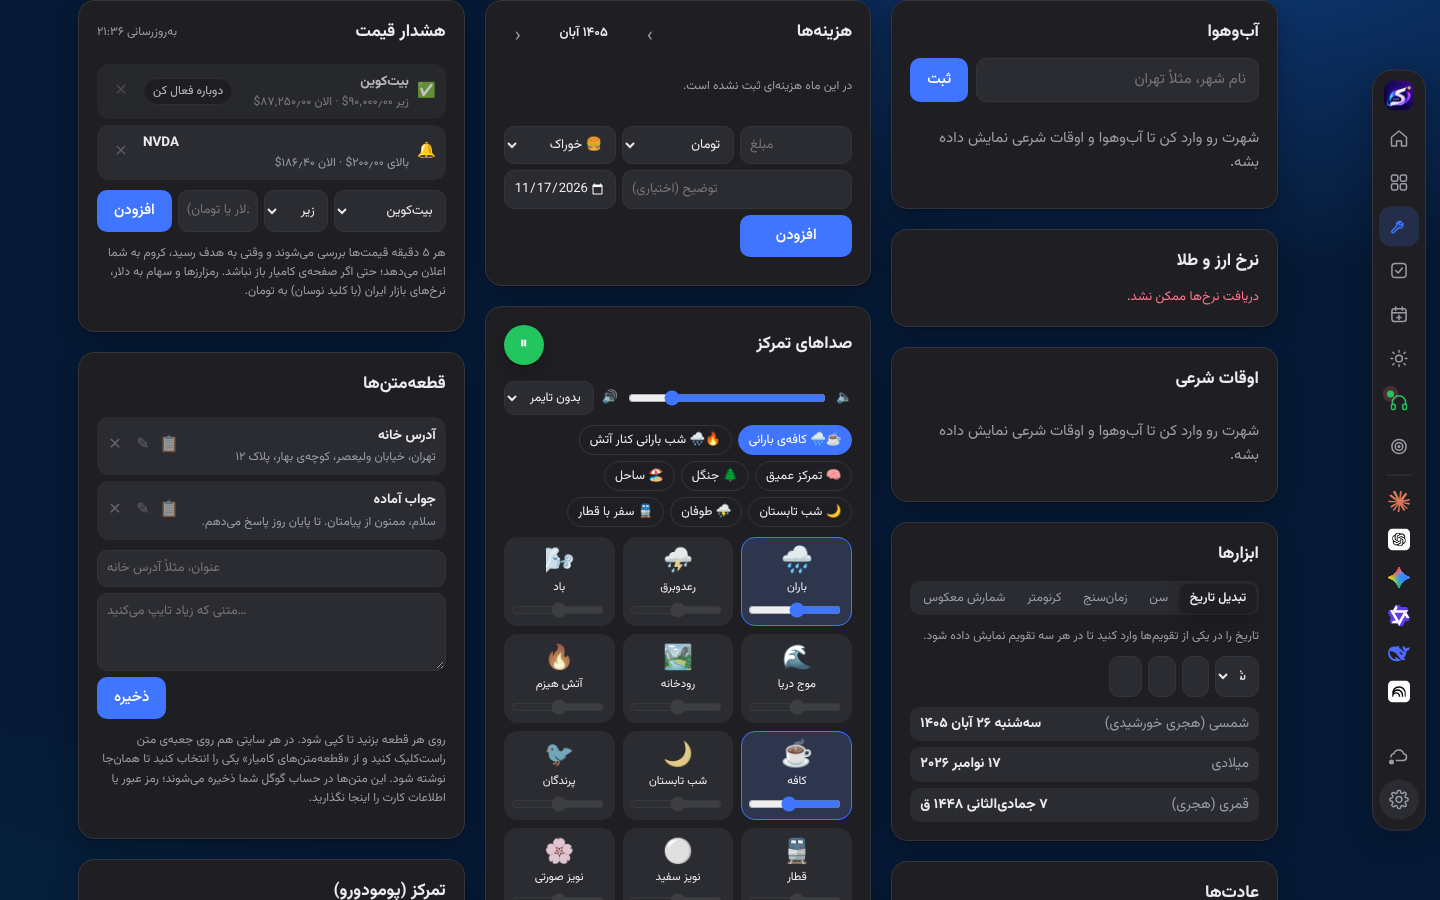 آب‌وهوا
نام شهر، مثلاً تهران
ثبت
شهرت رو وارد کن تا آب‌وهوا و اوقات شرعی نمایش داده
بشه.
نرخ ارز و طلا
دریافت نرخ‌ها ممکن نشد.
اوقات شرعی
شهرت رو وارد کن تا آب‌وهوا و اوقات شرعی نمایش داده
بشه.
ابزارها
تبدیل تاریخ سن زمان‌سنج کرنومتر شمارش معکوس
تاریخ را در یکی از تقویم‌ها وارد کنید تا در هر سه تقویم نمایش داده شود.
شمسی (هجری خورشیدی) سه‌شنبه ۲۶ آبان ۱۴۰۵
میلادی ۱۷ نوامبر ۲۰۲۶
قمری (هجری) ۷ جمادی‌الثانی ۱۴۴۸ ق
عادت‌ها
هزینه‌ها
‹ ۱۴۰۵ آبان ›
در این ماه هزینه‌ای ثبت نشده است.
مبلغ تومان 🍔 خوراک
توضیح (اختیاری) 11/17/2026
افزودن
صداهای تمرکز
بدون تایمر
☕🌧️ کافه‌ی بارانی 🔥🌧️ شب بارانی کنار آتش
🧠 تمرکز عمیق 🌲 جنگل 🏖️ ساحل
🌙 شب تابستان ⛈️ طوفان 🚆 سفر با قطار
باران رعدوبرق باد
موج دریا رودخانه آتش هیزم
کافه شب تابستان پرندگان
قطار نویز سفید نویز صورتی
هشدار قیمت
به‌روزرسانی ۲۱:۳۶
بیت‌کوین
زیر ۹۰,۰۰۰٫۰۰$ · الان ۸۷,۲۵۰٫۰۰$
دوباره فعال کن
NVDA
بالای ۲۰۰٫۰۰$ · الان ۱۸۶٫۴۰$
بیت‌کوین زیر لار یا تومان) افزودن
هر ۵ دقیقه قیمت‌ها بررسی می‌شوند و وقتی به هدف رسید، کروم به شما
اعلان می‌دهد؛ حتی اگر صفحه‌ی کامیار باز نباشد. رمزارزها و سهام به دلار،
نرخ‌های بازار ایران (با کلید نوسان) به تومان.
قطعه‌متن‌ها
آدرس خانه
تهران، خیابان ولیعصر، کوچه‌ی بهار، پلاک ۱۲
جواب آماده
سلام، ممنون از پیامتان. تا پایان روز پاسخ می‌دهم.
عنوان، مثلاً آدرس خانه
متنی که زیاد تایپ می‌کنید…
ذخیره
روی هر قطعه بزنید تا کپی شود. در هر سایتی هم روی جعبه‌ی متن
راست‌کلیک کنید و از «قطعه‌متن‌های کامیار» یکی را انتخاب کنید تا همان‌جا
نوشته شود. این متن‌ها در حساب گوگل شما ذخیره می‌شوند؛ رمز عبور یا
اطلاعات کارت را اینجا نگذارید.
تمرکز (پومودورو)